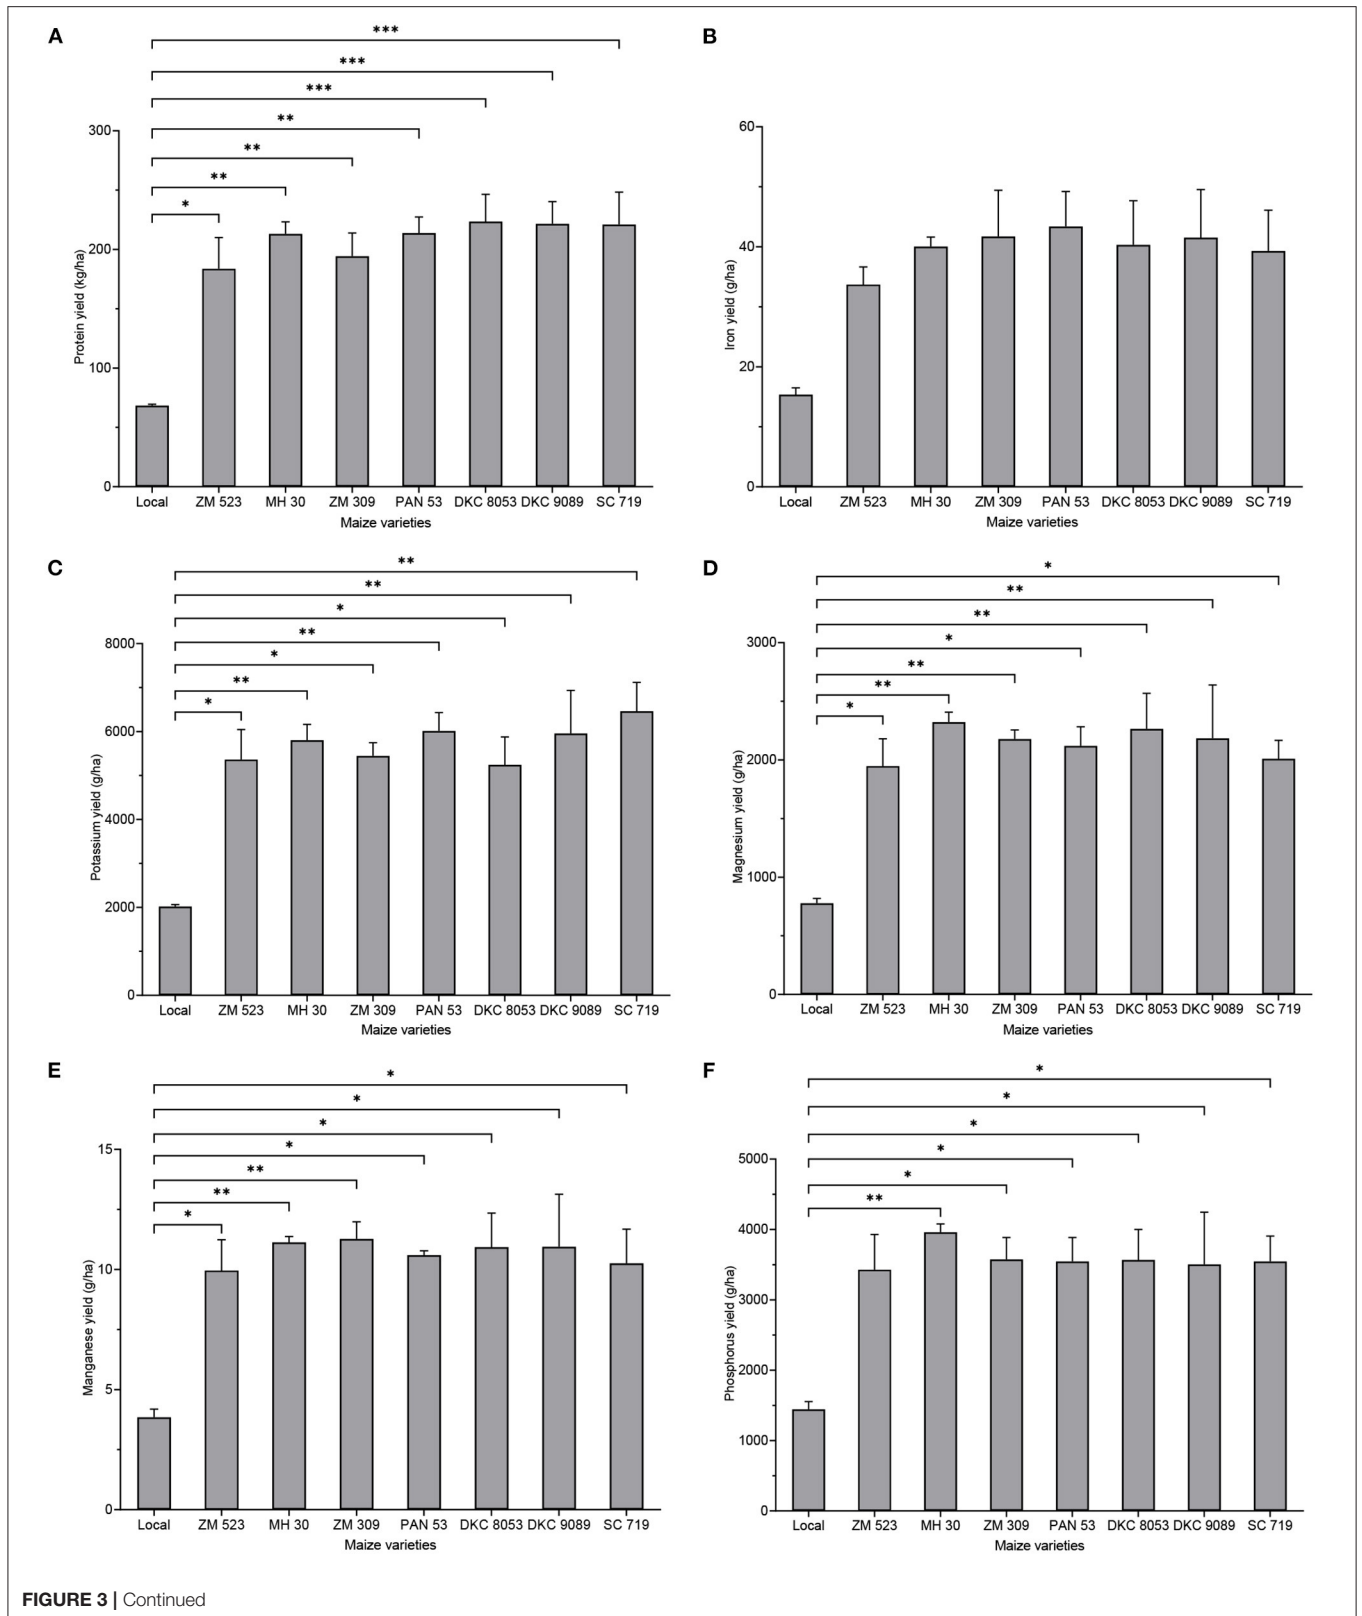 A
***
***
***
**
**
**
*
300
200
100
0
Protein yield (kg/ha)
Local ZM 523 MH 30 ZM 309 PAN 53 DKC 8053 DKC 9089 SC 719
Maize varieties
B
60
40
20
0
Iron yield (g/ha)
Local ZM 523 MH 30 ZM 309 PAN 53 DKC 8053 DKC 9089 SC 719
Maize varieties
C
**
**
*
**
*
**
*
8000
6000
4000
2000
0
Potassium yield (g/ha)
Local ZM 523 MH 30 ZM 309 PAN 53 DKC 8053 DKC 9089 SC 719
Maize varieties
D
*
**
**
*
**
**
*
3000
2000
1000
0
Magnesium yield (g/ha)
Local ZM 523 MH 30 ZM 309 PAN 53 DKC 8053 DKC 9089 SC 719
Maize varieties
E
*
*
*
*
**
**
*
15
10
5
0
Manganese yield (g/ha)
Local ZM 523 MH 30 ZM 309 PAN 53 DKC 8053 DKC 9089 SC 719
Maize varieties
F
*
*
*
*
*
**
5000
4000
3000
2000
1000
0
Phosphorus yield (g/ha)
Local ZM 523 MH 30 ZM 309 PAN 53 DKC 8053 DKC 9089 SC 719
Maize varieties
FIGURE 3 | Continued